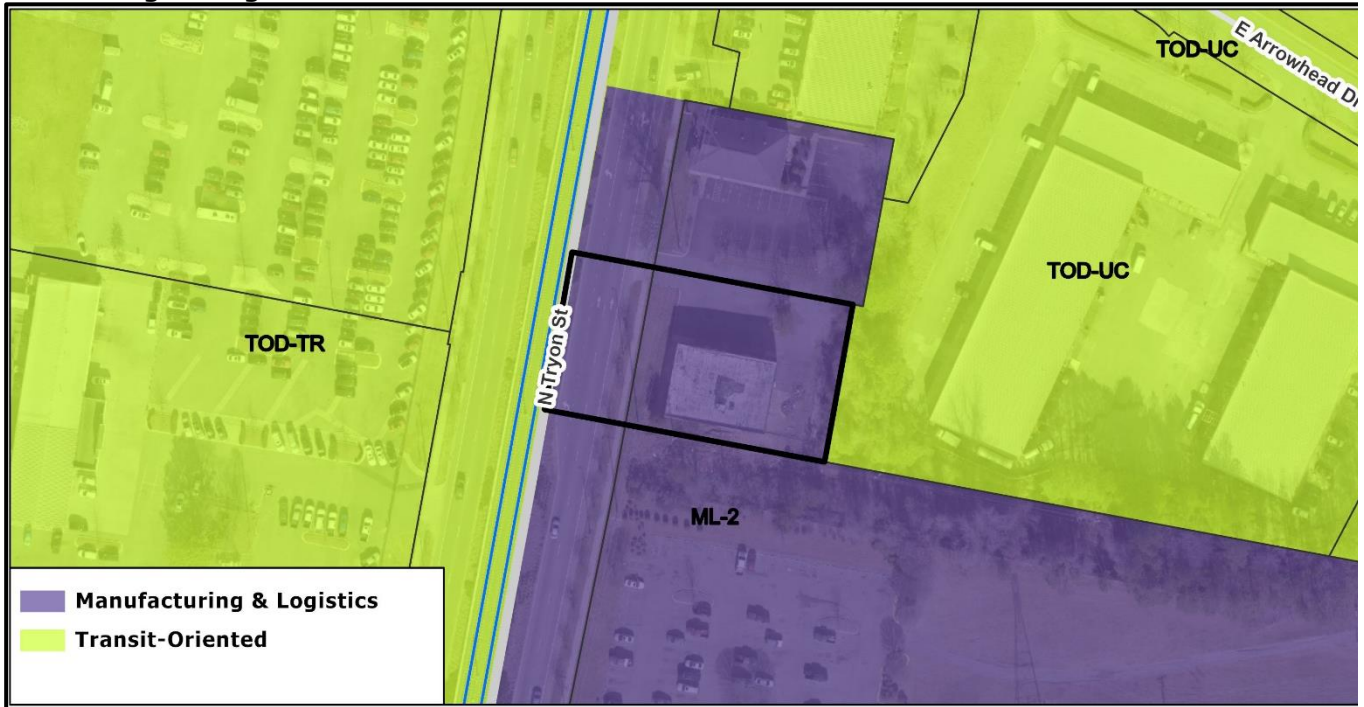 TOD-UC
E Arrowhead Dr
TOD-UC
TOD-TR
N Tryon St
ML-2
Manufacturing & Logistics
Transit-Oriented